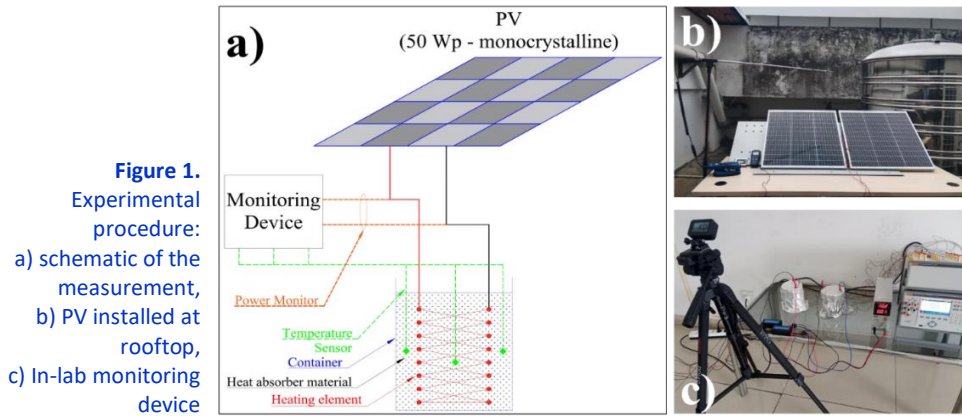 Figure 1.
Experimental
procedure:
a) schematic of the
measurement,
b) PV installed at
rooftop,
c) In-lab monitoring
device
a)
PV
(50 Wp - monocrystalline)
Monitoring
Device
Power Monitor
Temperature
Sensor
Container
Heat absorber material
Heating element
b)
c)